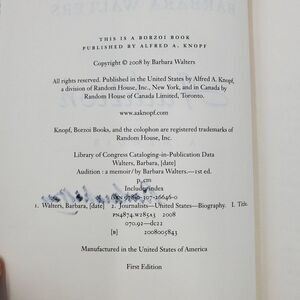 BARBARA WALTERS
THIS IS A BORZOI BOOK
PUBLISHED BY ALFRED A. KNOPF
Copyright © 2008 by Barbara Walters
All rights reserved. Published in the United States by Alfred A. Knopf,
a division of Random House, Inc., New York, and in Canada by
Random House of Canada Limited, Toronto.
www.aaknopf.com
Knopf, Borzoi Books, and the colophon are registered trademarks of
Random House, Inc.
Library of Congress Cataloging-in-Publication Data
Walters, Barbara, [date]
Audition : a memoir / by Barbara Walters.—1st ed.
p. cm
Includes index
307-26646-0
1. Walters, Barbara, [date] 2. Journalists—United States—Biography. I. Title.
PN4874.W285A3 2008
070.92—dc22
[B] 2008005843
Manufactured in the United States of America
First Edition